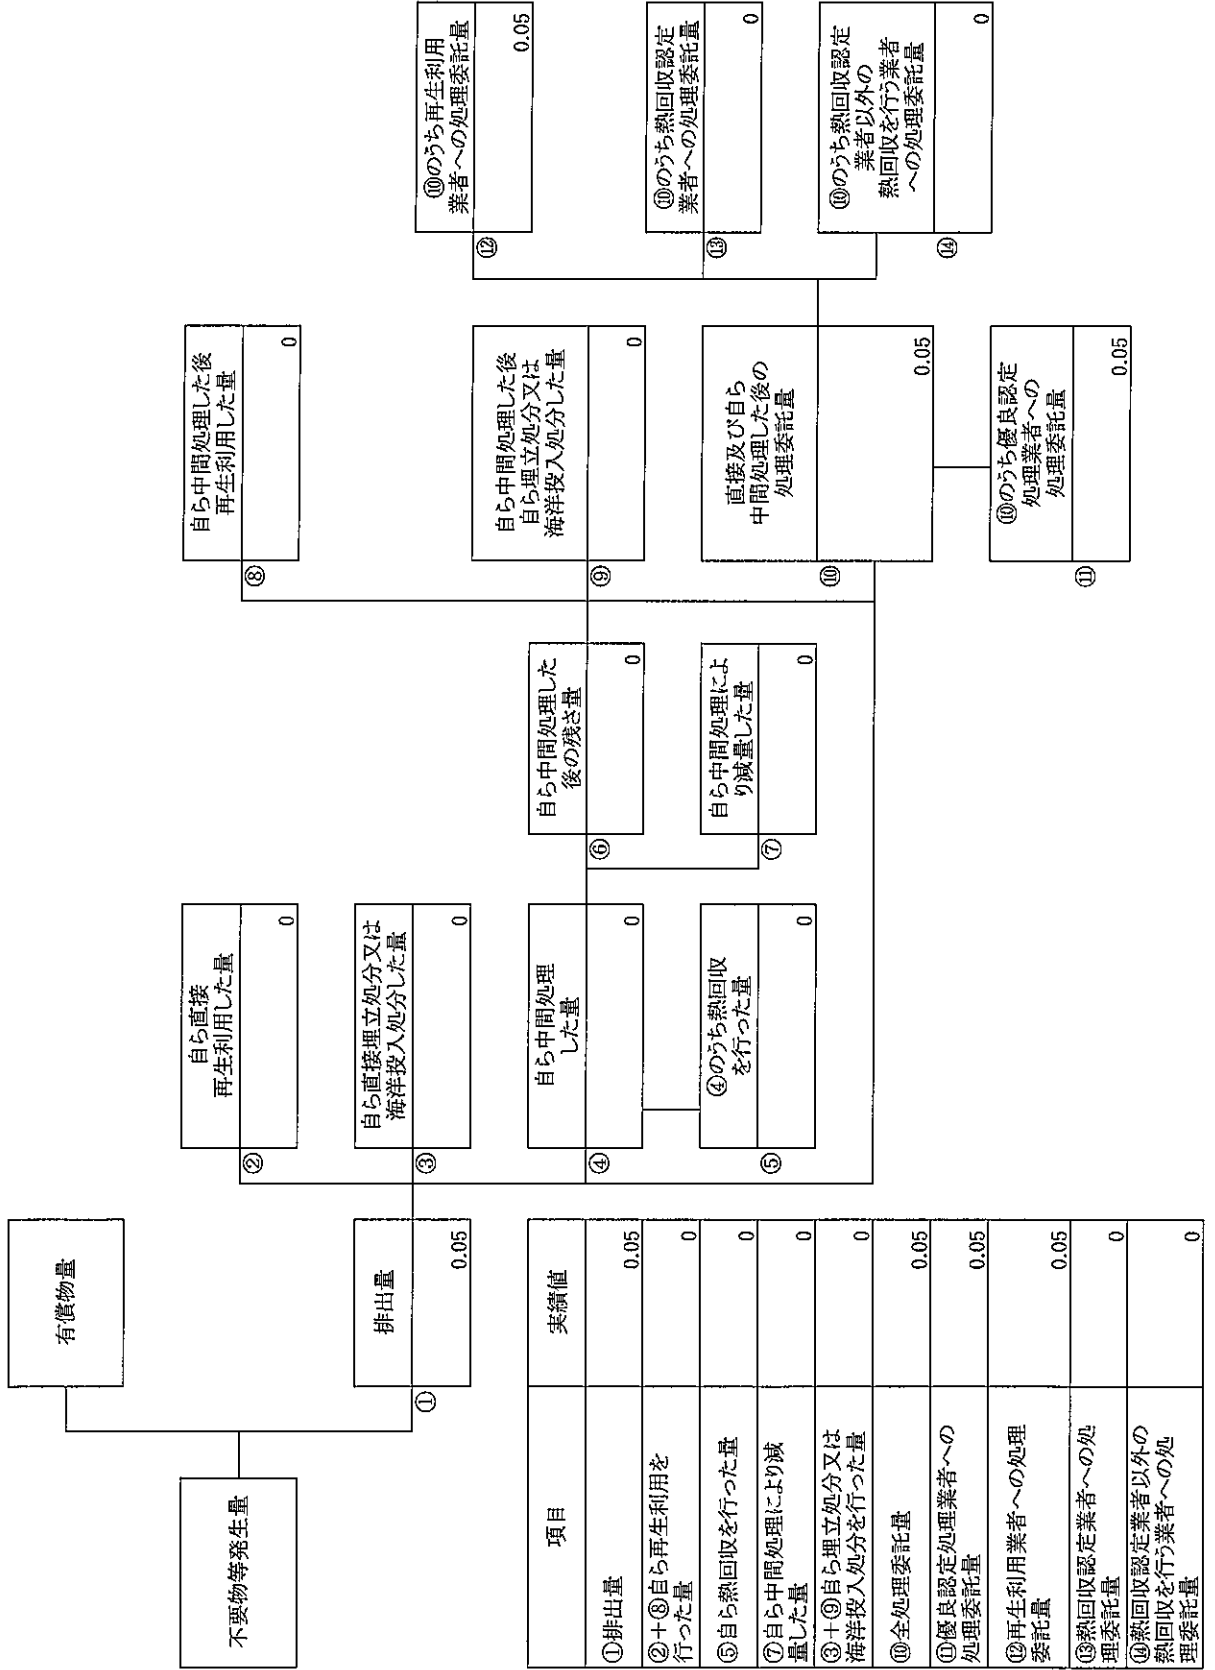 不要物等発生量
有償物量
排出量
①
0.05
自ら直接
再生利用した量
②
0
自ら直接埋立処分又は
海洋投入処分した量
③
0
自ら中間処理
した量
④
0
④のうち熱回収
を行った量
⑤
0
自ら中間処理した
後の残さ量
⑥
0
自ら中間処理によ
り減量した量
⑦
0
自ら中間処理した後
再生利用した量
⑧
0
自ら中間処理した後
自ら埋立処分又は
海洋投入処分した量
⑨
0
直接及び自ら
中間処理した後の
処理委託量
⑩
0.05
⑩のうち優良認定
処理業者への
処理委託量
⑪
0.05
⑩のうち再生利用
業者への処理委託量
⑫
0.05
⑩のうち熱回収認定
業者への処理委託量
⑬
0
⑩のうち熱回収認定
業者以外の
熱回収を行う業者
への処理委託量
⑭
0
項目 実績値
①排出量 0.05
②+⑧自ら再生利用を
行った量 0
⑤自ら熱回収を行った量 0
⑦自ら中間処理により減
量した量 0
③+⑨自ら埋立処分又は
海洋投入処分を行った量 0
⑩全処理委託量 0.05
⑪優良認定処理業者への
処理委託量 0.05
⑫再生利用業者への処理
委託量 0.05
⑬熱回収認定業者への処
理委託量 0
⑭熱回収認定業者以外の
熱回収を行う業者への処
理委託量 0